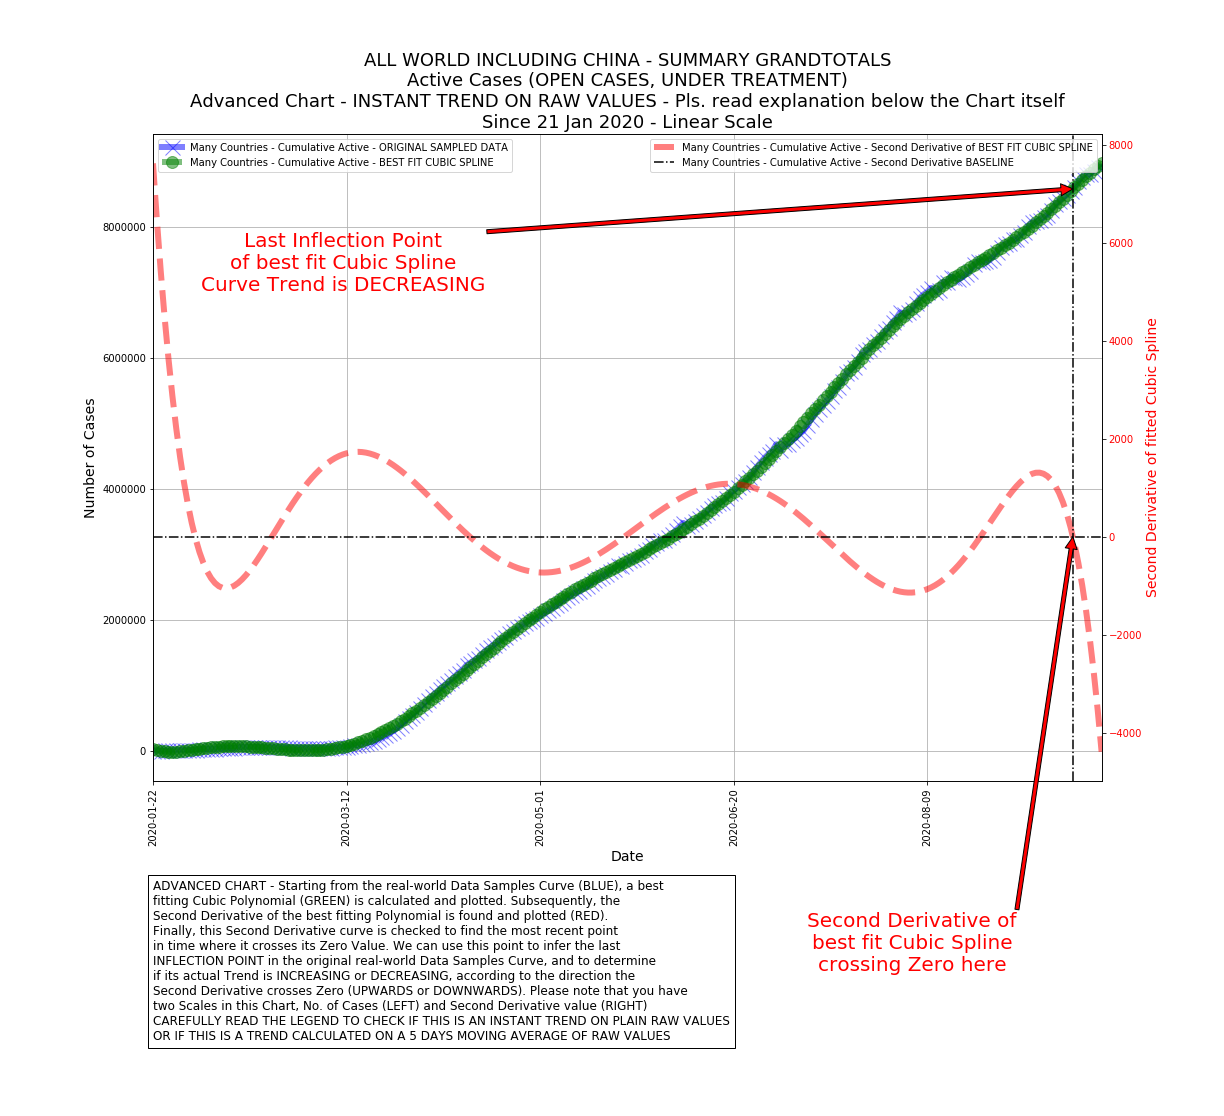 ALL WORLD INCLUDING CHINA - SUMMARY GRANDTOTALS
Active Cases (OPEN CASES, UNDER TREATMENT)
Advanced Chart - INSTANT TREND ON RAW VALUES - Pls. read explanation below the Chart itself
Since 21 Jan 2020 - Linear Scale
Many Countries - Cumulative Active - ORIGINAL SAMPLED DATA
Many Countries - Cumulative Active - BEST FIT CUBIC SPLINE
Many Countries - Cumulative Active - Second Derivative of BEST FIT CUBIC SPLINE
Many Countries - Cumulative Active - Second Derivative BASELINE
Last Inflection Point
of best fit Cubic Spline
Curve Trend is DECREASING
Number of Cases
8000000
6000000
4000000
2000000
0
Second Derivative of fitted Cubic Spline
8000
6000
4000
2000
0
−2000
−4000
2020-01-22
2020-03-12
2020-05-01
2020-06-20
2020-08-09
Date
ADVANCED CHART - Starting from the real-world Data Samples Curve (BLUE), a best
fitting Cubic Polynomial (GREEN) is calculated and plotted. Subsequently, the
Second Derivative of the best fitting Polynomial is found and plotted (RED).
Finally, this Second Derivative curve is checked to find the most recent point
in time where it crosses its Zero Value. We can use this point to infer the last
INFLECTION POINT in the original real-world Data Samples Curve, and to determine
if its actual Trend is INCREASING or DECREASING, according to the direction the
Second Derivative crosses Zero (UPWARDS or DOWNWARDS). Please note that you have
two Scales in this Chart, No. of Cases (LEFT) and Second Derivative value (RIGHT)
CAREFULLY READ THE LEGEND TO CHECK IF THIS IS AN INSTANT TREND ON PLAIN RAW VALUES
OR IF THIS IS A TREND CALCULATED ON A 5 DAYS MOVING AVERAGE OF RAW VALUES
Second Derivative of
best fit Cubic Spline
crossing Zero here